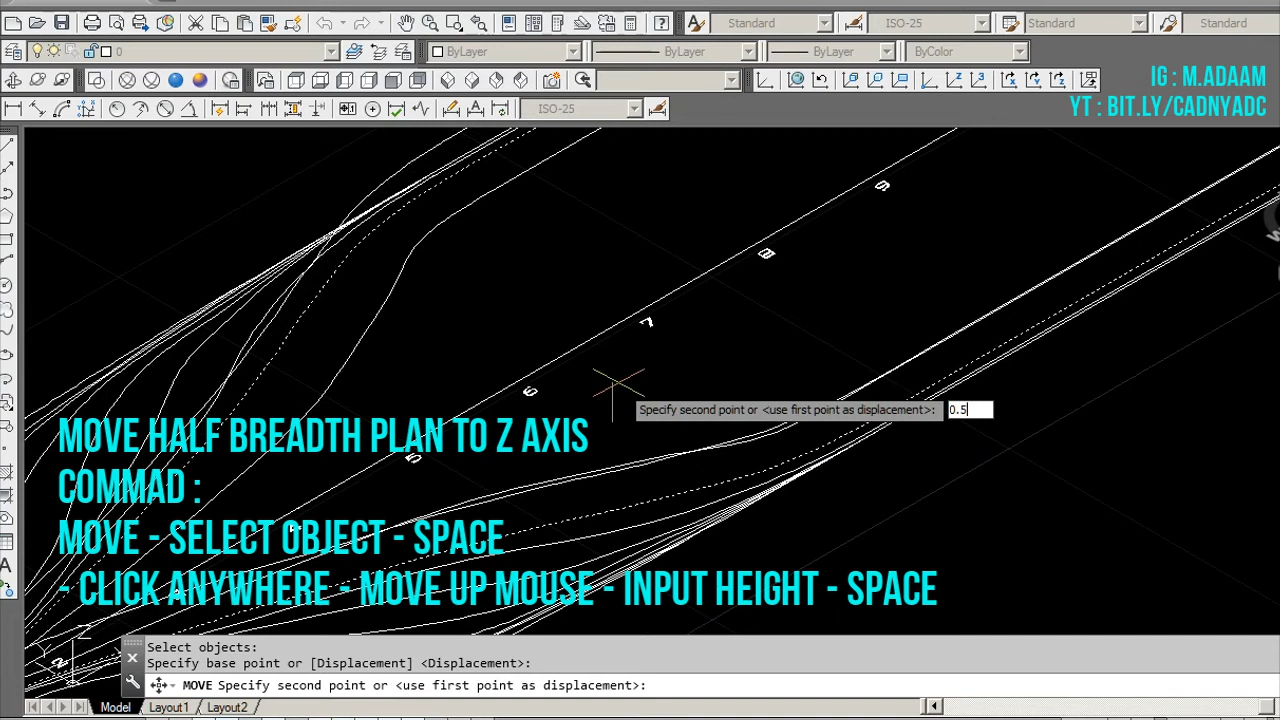 Standard
ISO-25
Standard
Standard
0
ByLayer
ByLayer
ByLayer
ByColor
IG : M.ADAAM
YT : BIT.LY/CADNYADC
ISO-25
9
8
7
6
5
Specify second point or <use first point as displacement>: 0.5
MOVE HALF BREADTH PLAN TO Z AXIS
COMMAD :
MOVE - SELECT OBJECT - SPACE
- CLICK ANYWHERE - MOVE UP MOUSE - INPUT HEIGHT - SPACE
Z
Select objects:
Specify base point or [Displacement] <Displacement>:
MOVE Specify second point or <use first point as displacement>:
Model
Layout1
Layout2